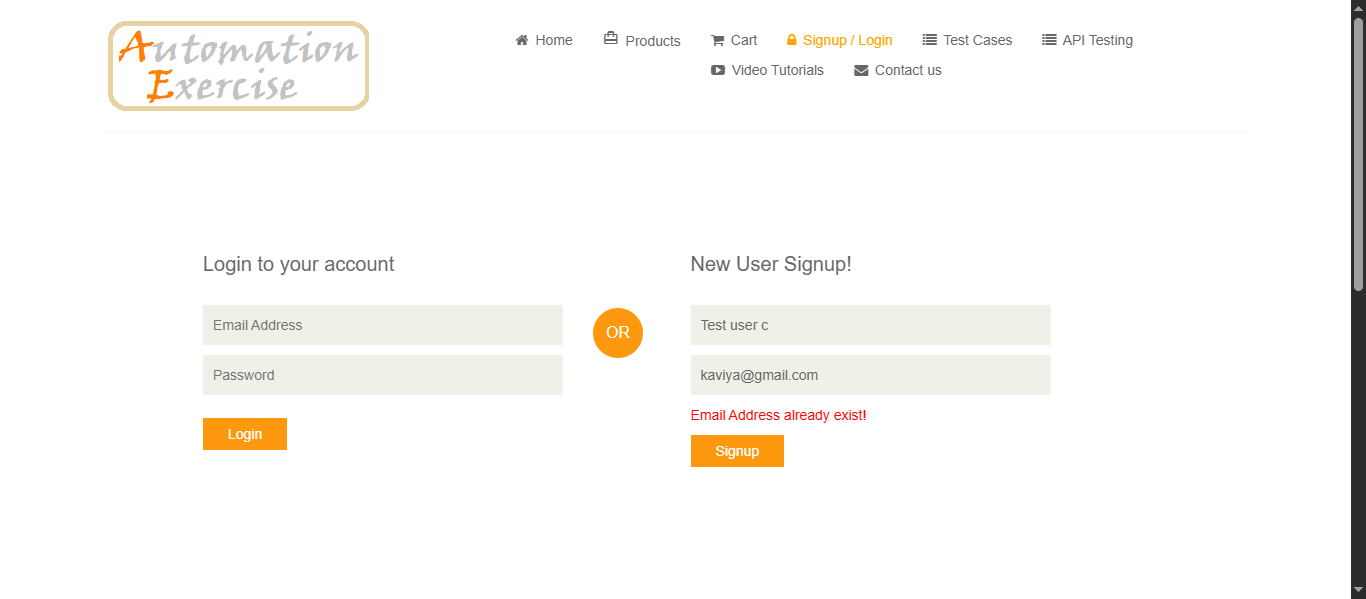 Automation
Exercise
Home Products Cart Signup / Login Test Cases API Testing
Video Tutorials Contact us
Login to your account
Email Address
Password
Login
OR
New User Signup!
Test user c
kaviya@gmail.com
Email Address already exist!
Signup